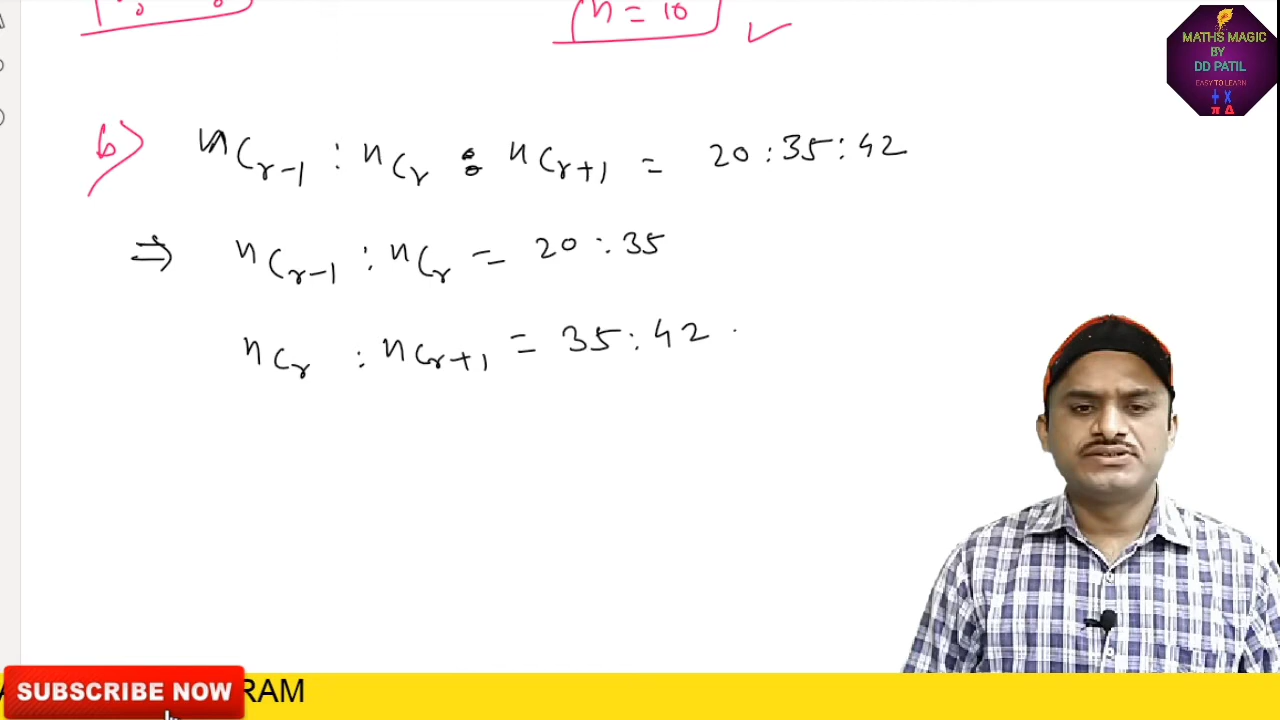 n = 10
MATHS MAGIC
BY
DD PATIL
EASY TO LEARN
+ X
π Δ
6) nCr-1 : nCr : nCr+1 = 20 : 35 : 42
⇒ nCr-1 : nCr = 20 : 35
nCr : nCr+1 = 35 : 42
SUBSCRIBE NOW
RAM